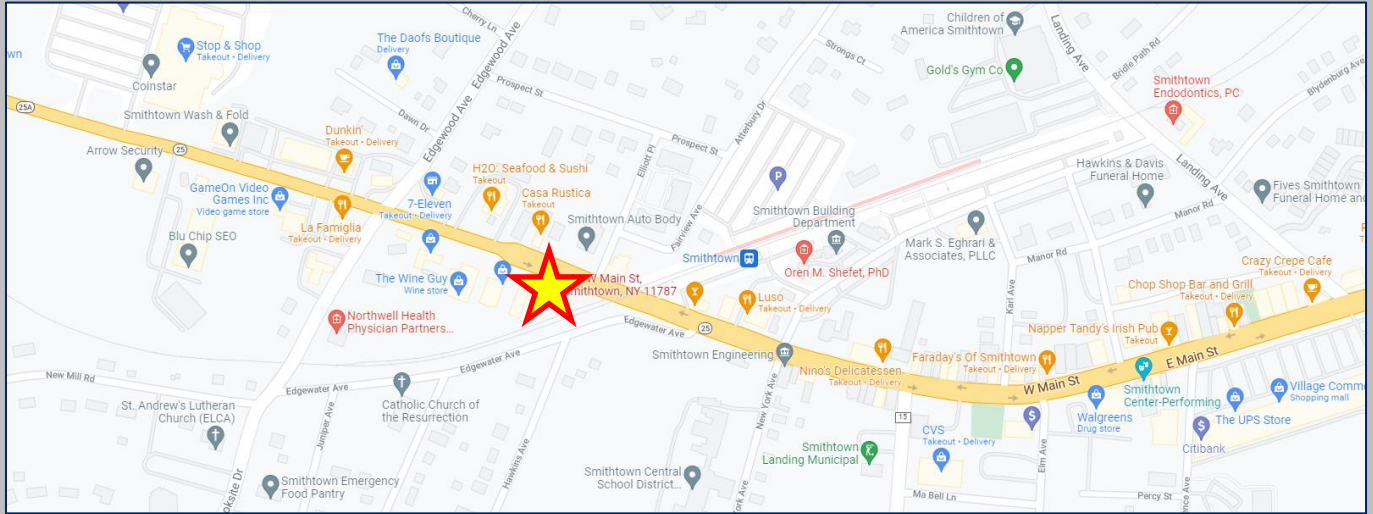 Cherry Ln
Edgewood Ave
Edgewood Ave
Children of
America Smithtown
Landing Ave
Bridle Path Rd
wn
Stop & Shop
Takeout • Delivery
The Daofs Boutique
Delivery
Strongs Ct
Coinstar
Gold's Gym Co
Smithtown
Endodontics, PC
Blydenburg Ave
Prospect St
25A
Smithtown Wash & Fold
Dawn Dr
Atterbury Dr
Dunkin'
Takeout • Delivery
Prospect St
Arrow Security
25
Elliott Pl
H2O. Seafood & Sushi
Takeout
P
Hawkins & Davis
Funeral Home
Landing Ave
GameOn Video
Games Inc
Video game store
7-Eleven
Takeout • Delivery
Casa Rustica
Takeout
Fives Smithtown
Funeral Home and
La Famiglia
Takeout • Delivery
Smithtown Auto Body
Fairview Ave
Smithtown Building
Department
Manor Rd
Blu Chip SEO
Mark S. Eghrari &
Associates, PLLC
Smithtown
Oren M. Shefet, PhD
Manor Rd
Crazy Crepe Cafe
Takeout • Delivery
The Wine Guy
Wine store
W Main St,
mithtown, NY 11787
Karl Ave
Chop Shop Bar and Grill
Takeout • Delivery
Luso
Takeout • Delivery
Northwell Health
Physician Partners...
Edgewater Ave
25
Napper Tandy's Irish Pub
Takeout
Smithtown Engineering
Faraday's Of Smithtown
Takeout • Delivery
E Main St
Edgewater Ave
Nino's Delicatessen
Takeout • Delivery
W Main St
New Mill Rd
Edgewater Ave
Smithtown
Center-Performing
Village Comm
Shopping mall
St. Andrew's Lutheran
Church (ELCA)
Juniper Ave
Catholic Church of
the Resurrection
New York Ave
15
Walgreens
Drug store
The UPS Store
CVS
Takeout • Delivery
$
$
Citibank
Hawkins Ave
Smithtown
Landing Municipal
Elm Ave
oksite Dr
Smithtown Emergency
Food Pantry
Smithtown Central
School District...
ork Ave
Ma Bell Ln
Percy St
ence Ave